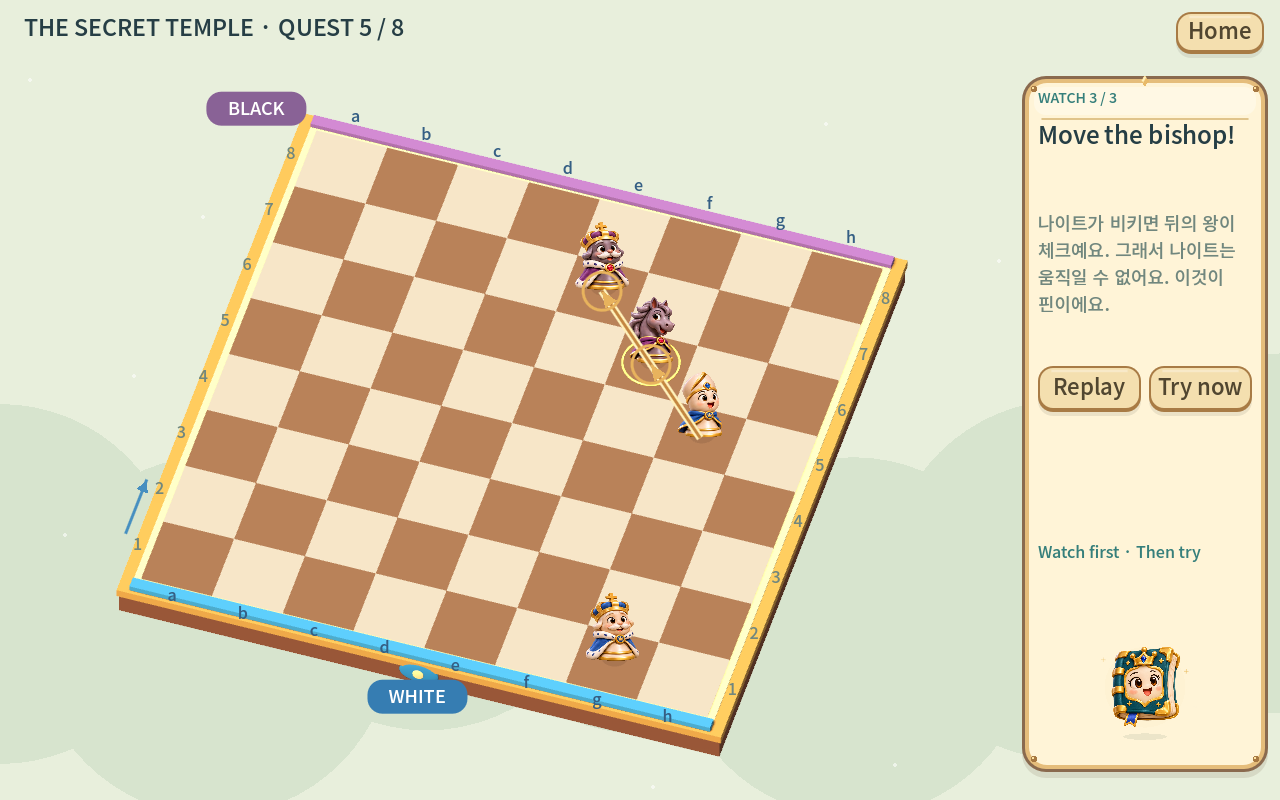 THE SECRET TEMPLE · QUEST 5 / 8
Home
BLACK
a b c d e f g h
8 7 6 5 4 3 2 1
8 7 6 5 4 3 2 1
a b c d e f g h
WHITE
WATCH 3 / 3
Move the bishop!
나이트가 비키면 뒤의 왕이
체크예요. 그래서 나이트는
움직일 수 없어요. 이것이
핀이에요.
Replay
Try now
Watch first · Then try